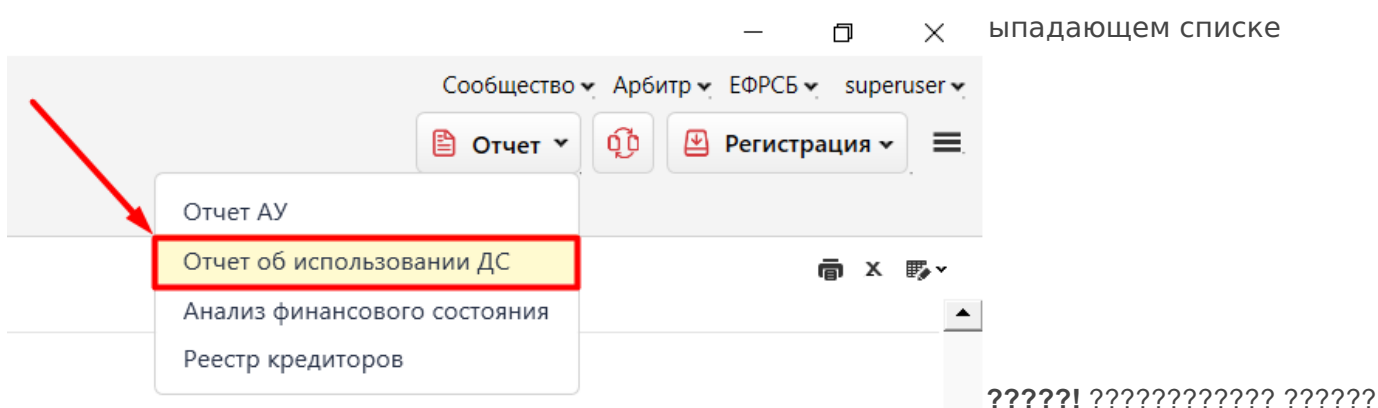 ыпадающем списке
Сообщество Арбитр ЕФРСБ superuser
Отчет Регистрация
Отчет АУ
Отчет об использовании ДС
Анализ финансового состояния
Реестр кредиторов
?????! ???????????? ??????